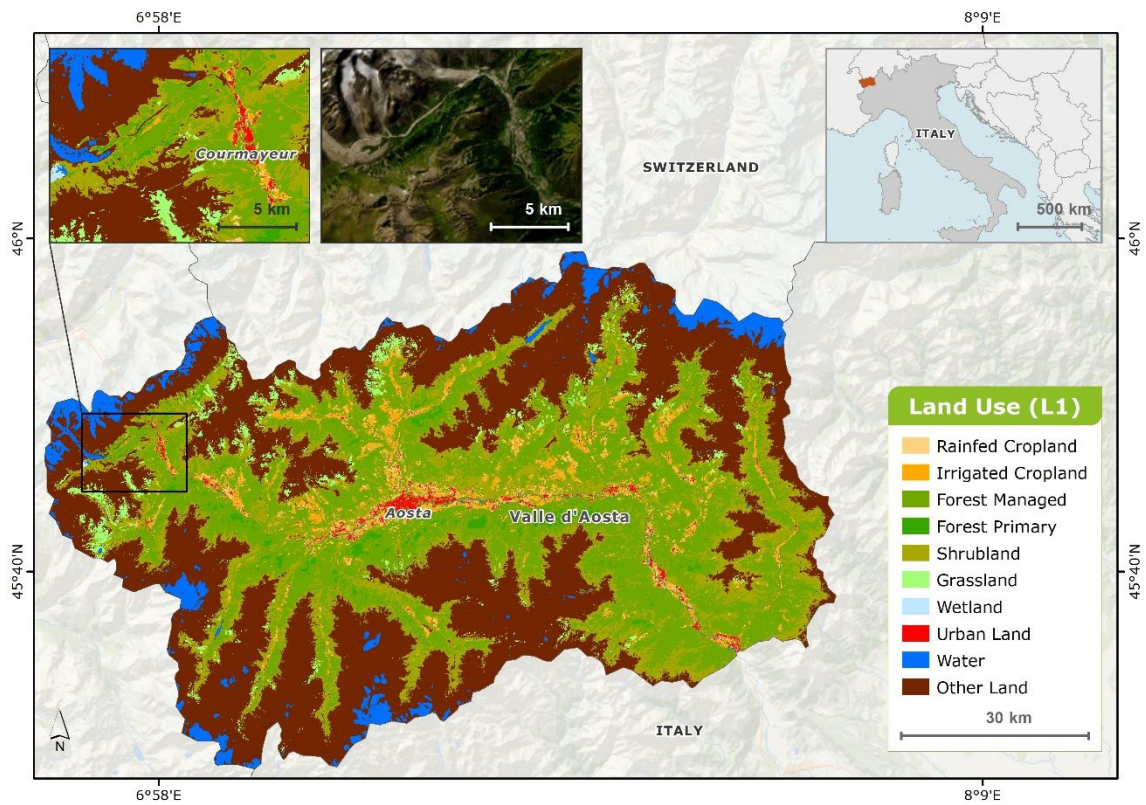 6°58'E
8°9'E
Courmayeur
5 km
5 km
ITALY
500 km
SWITZERLAND
46°N
46°N
Land Use (L1)
Rainfed Cropland
Irrigated Cropland
Forest Managed
Forest Primary
Shrubland
Grassland
Wetland
Urban Land
Water
Other Land
30 km
Aosta
Valle d'Aosta
45°40'N
45°40'N
ITALY
N
6°58'E
8°9'E